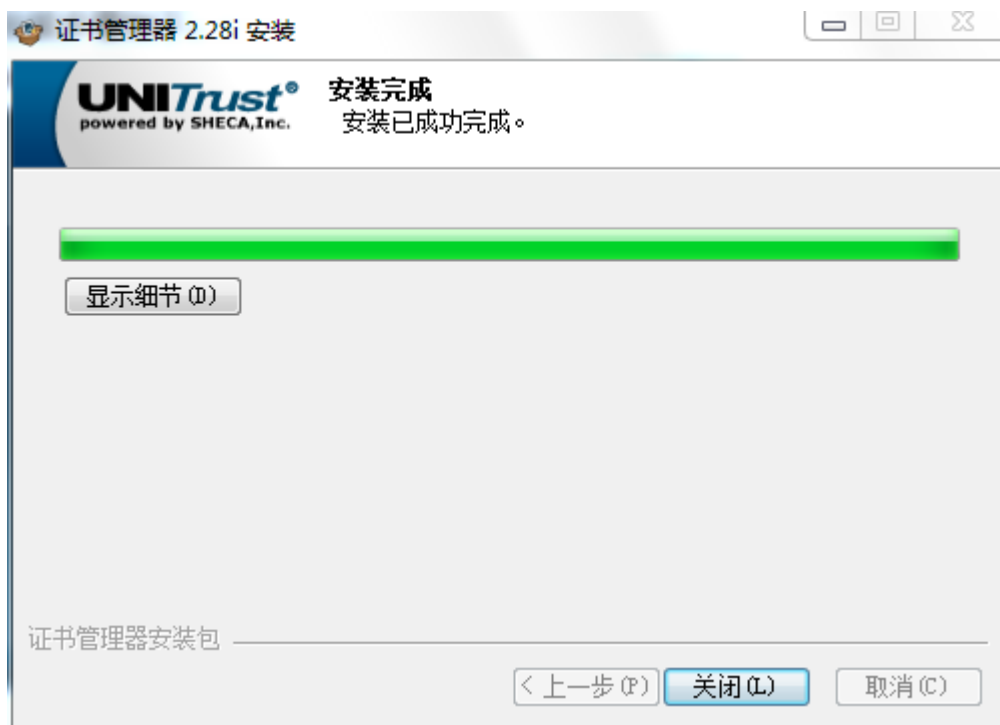 证书管理器 2.28i 安装
UNITrust®
powered by SHECA,Inc.
安装完成
安装已成功完成。
显示细节(D)
证书管理器安装包
< 上一步(P)
关闭(L)
取消(C)